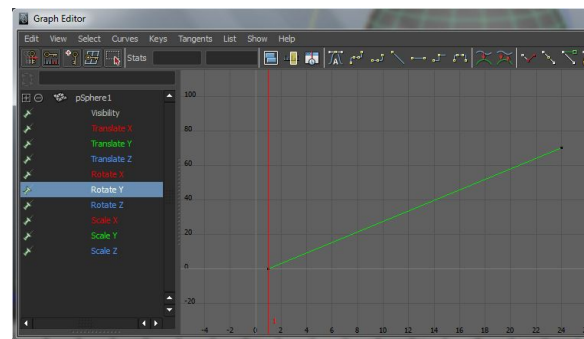 Graph Editor
Edit View Select Curves Keys Tangents List Show Help
Stats
pSphere1
Visibility
Translate X
Translate Y
Translate Z
Rotate X
Rotate Y
Rotate Z
Scale X
Scale Y
Scale Z
100
80
60
40
20
0
-20
1
-4 -2 0 2 4 6 8 10 12 14 16 18 20 22 24